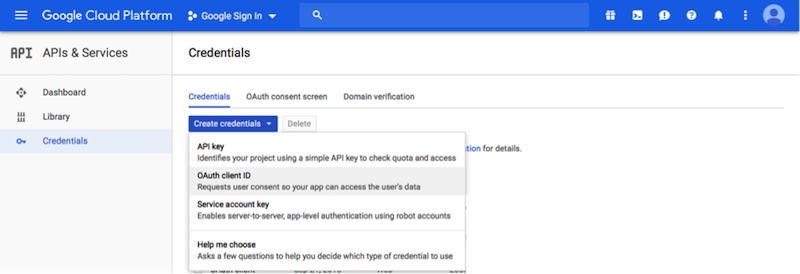 Google Cloud Platform
Google Sign In
API APIs & Services
Credentials
Dashboard
Library
Credentials
Credentials OAuth consent screen Domain verification
Create credentials Delete
API key
Identifies your project using a simple API key to check quota and access
for details.
OAuth client ID
Requests user consent so your app can access the user's data
Service account key
Enables server-to-server, app-level authentication using robot accounts
Help me choose
Asks a few questions to help you decide which type of credential to use